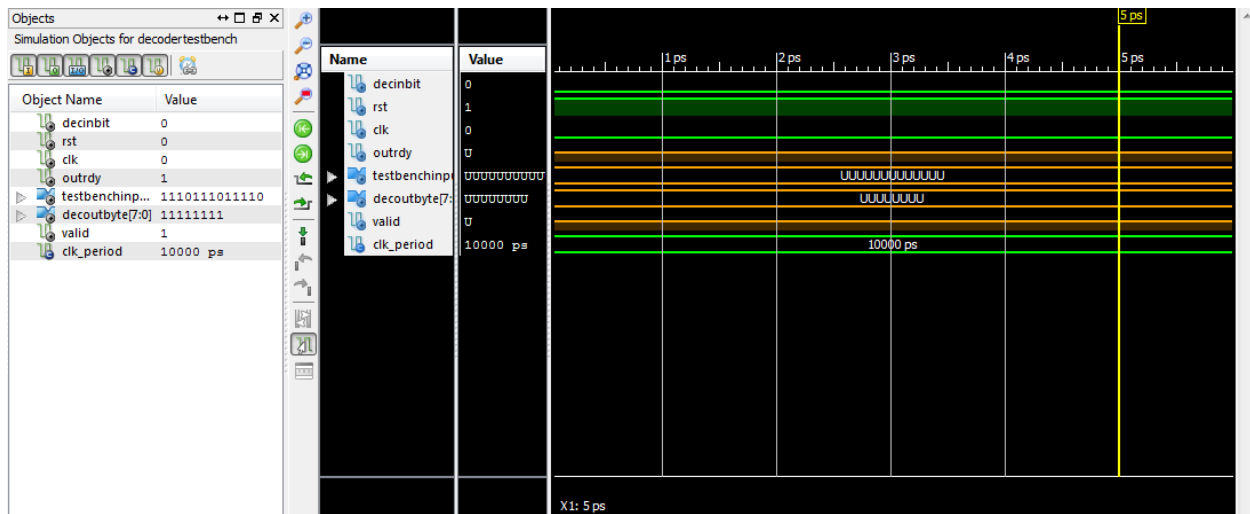 Objects
Simulation Objects for decodertestbench
Object Name Value
decinbit 0
rst 0
clk 0
outrdy 1
testbenchinp... 1110111011110
decoutbyte[7:0] 11111111
valid 1
clk_period 10000 ps
Name Value
decinbit 0
rst 1
clk 0
outrdy U
testbenchinp UUUUUUUUUU
decoutbyte[7: UUUUUUUU
valid U
clk_period 10000 ps
5 ps
1 ps 2 ps 3 ps 4 ps 5 ps
UUUUUUUUUUUUU
UUUUUUUU
10000 ps
X1: 5 ps